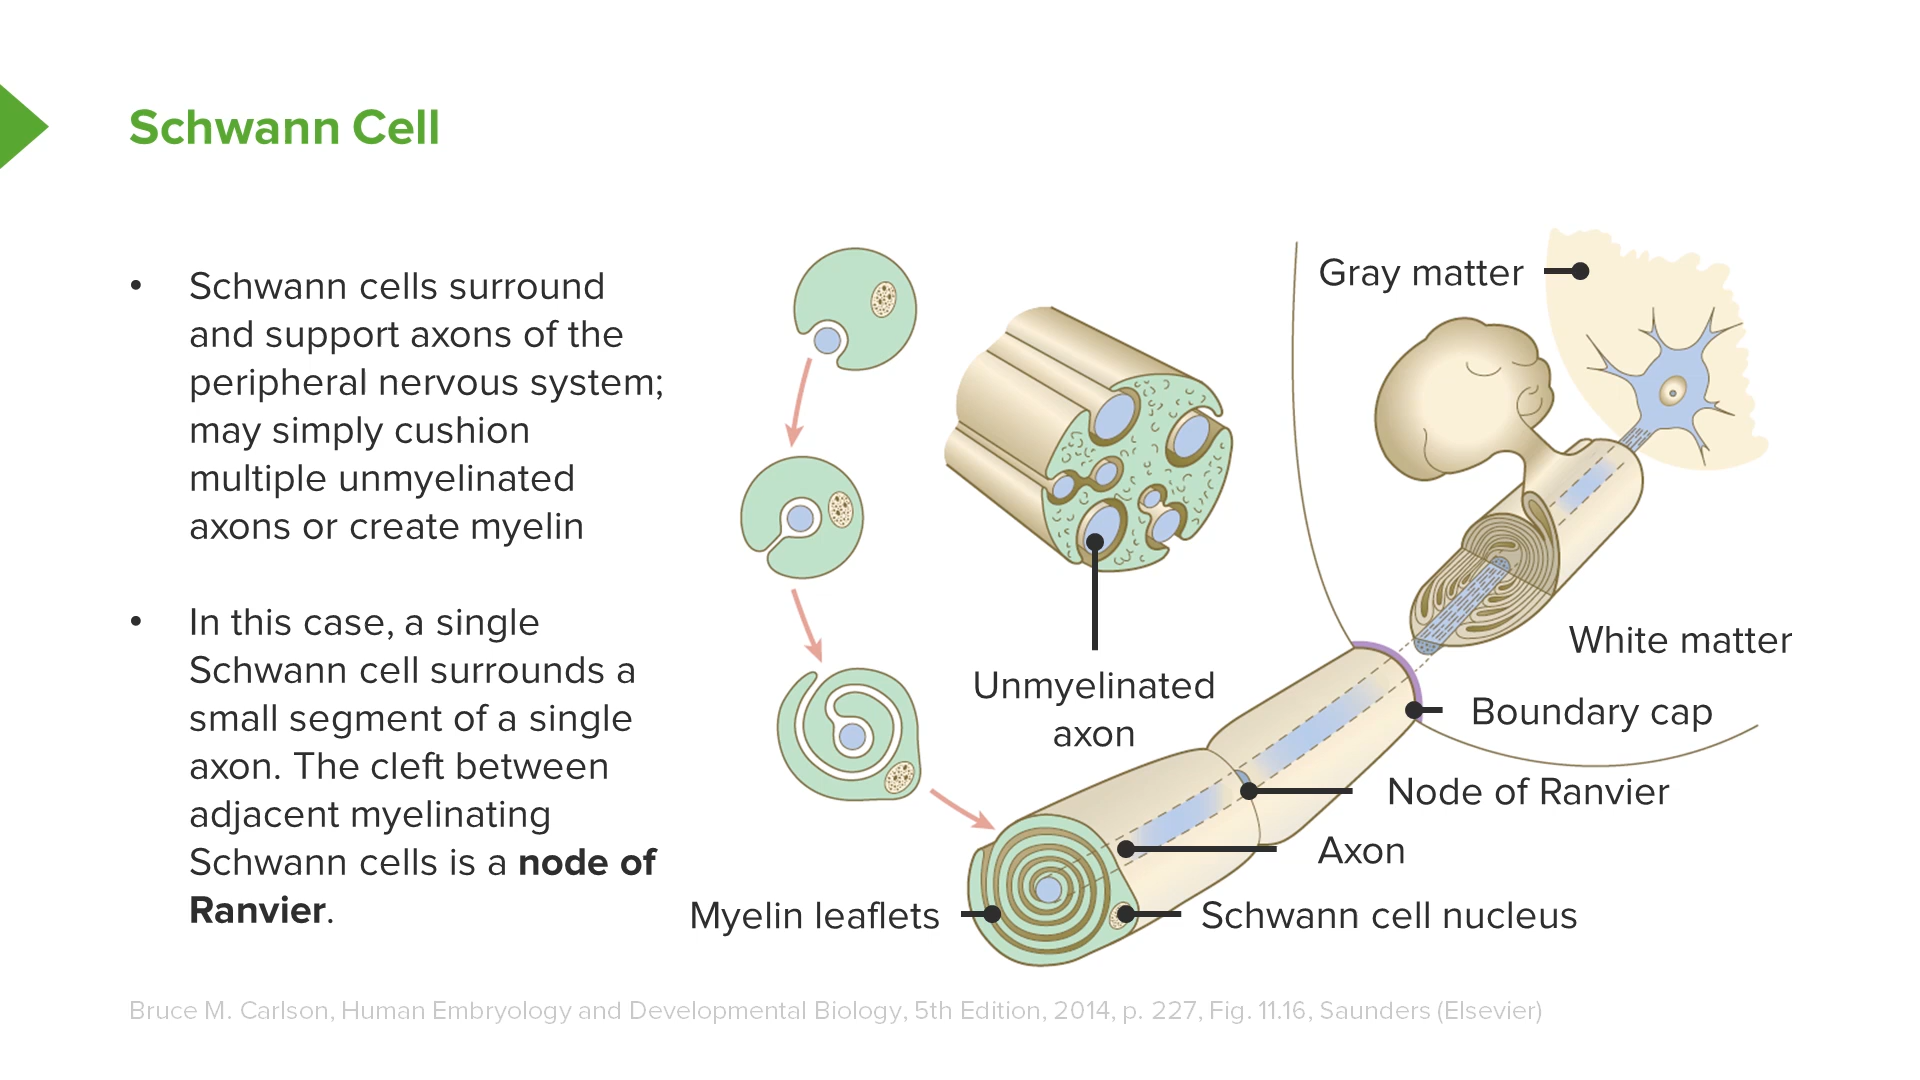 Schwann Cell
• Schwann cells surround
and support axons of the
peripheral nervous system;
may simply cushion
multiple unmyelinated
axons or create myelin
• In this case, a single
Schwann cell surrounds a
small segment of a single
axon. The cleft between
adjacent myelinating
Schwann cells is a node of
Ranvier.
Gray matter
White matter
Unmyelinated
axon
Boundary cap
Node of Ranvier
Axon
Myelin leaflets
Schwann cell nucleus
Bruce M. Carlson, Human Embryology and Developmental Biology, 5th Edition, 2014, p. 227, Fig. 11.16, Saunders (Elsevier)